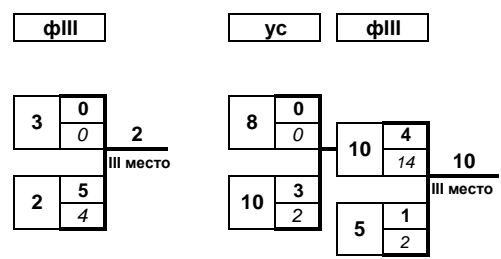 фIII ус фIII
3 0 8 0
0 2 0 10 4
III место 14 10
2 5 10 3 III место
4 2 5 1
2